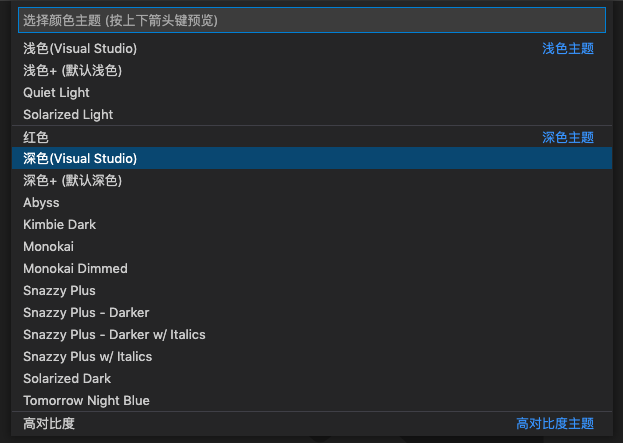 选择颜色主题 (按上下箭头键预览)
浅色(Visual Studio) 浅色主题
浅色+ (默认浅色)
Quiet Light
Solarized Light
红色 深色主题
深色(Visual Studio)
深色+ (默认深色)
Abyss
Kimbie Dark
Monokai
Monokai Dimmed
Snazzy Plus
Snazzy Plus - Darker
Snazzy Plus - Darker w/ Italics
Snazzy Plus w/ Italics
Solarized Dark
Tomorrow Night Blue
高对比度 高对比度主题